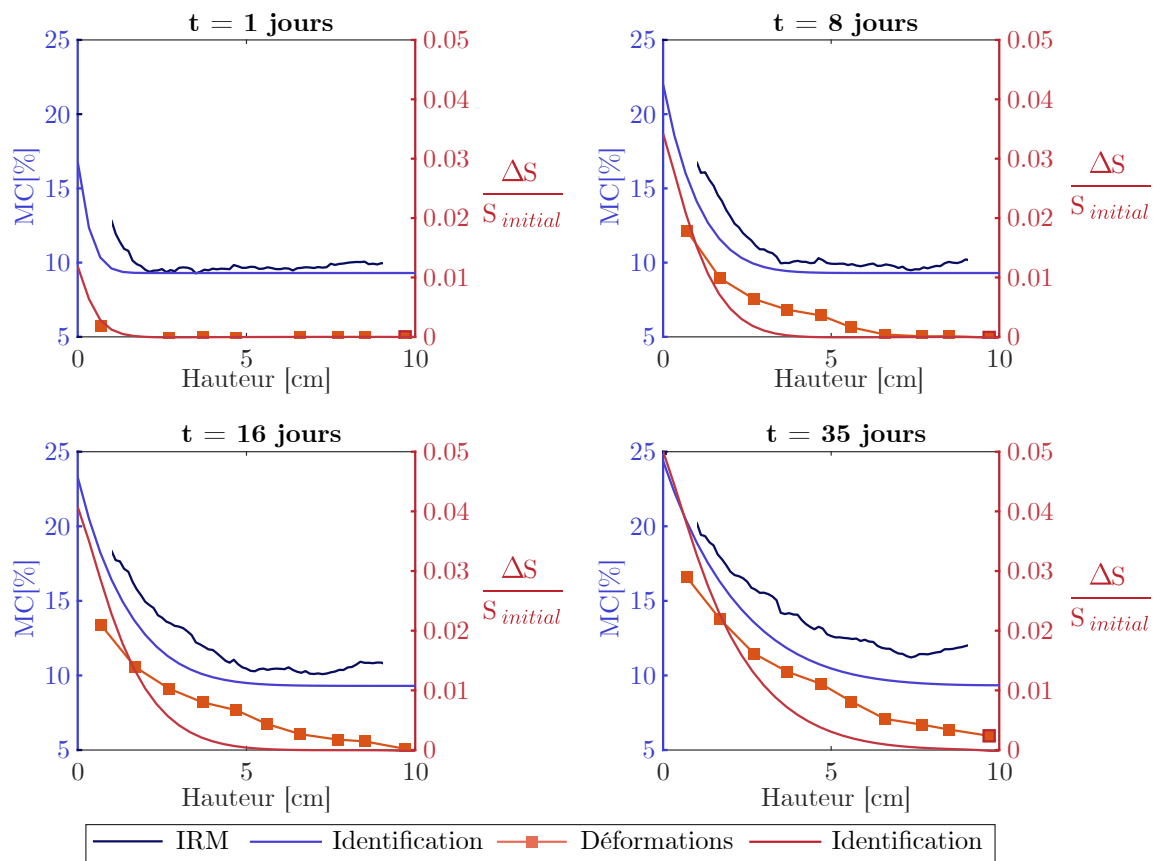 t = 1 jours
25
20
15
10
5
MC[%]
0.05
0.04
0.03
0.02
0.01
0
ΔS
S initial
0 5 10
Hauteur [cm]
t = 8 jours
25
20
15
10
5
MC[%]
0.05
0.04
0.03
0.02
0.01
0
ΔS
S initial
0 5 10
Hauteur [cm]
t = 16 jours
25
20
15
10
5
MC[%]
0.05
0.04
0.03
0.02
0.01
0
ΔS
S initial
0 5 10
Hauteur [cm]
t = 35 jours
25
20
15
10
5
MC[%]
0.05
0.04
0.03
0.02
0.01
0
ΔS
S initial
0 5 10
Hauteur [cm]
IRM Identification Déformations Identification